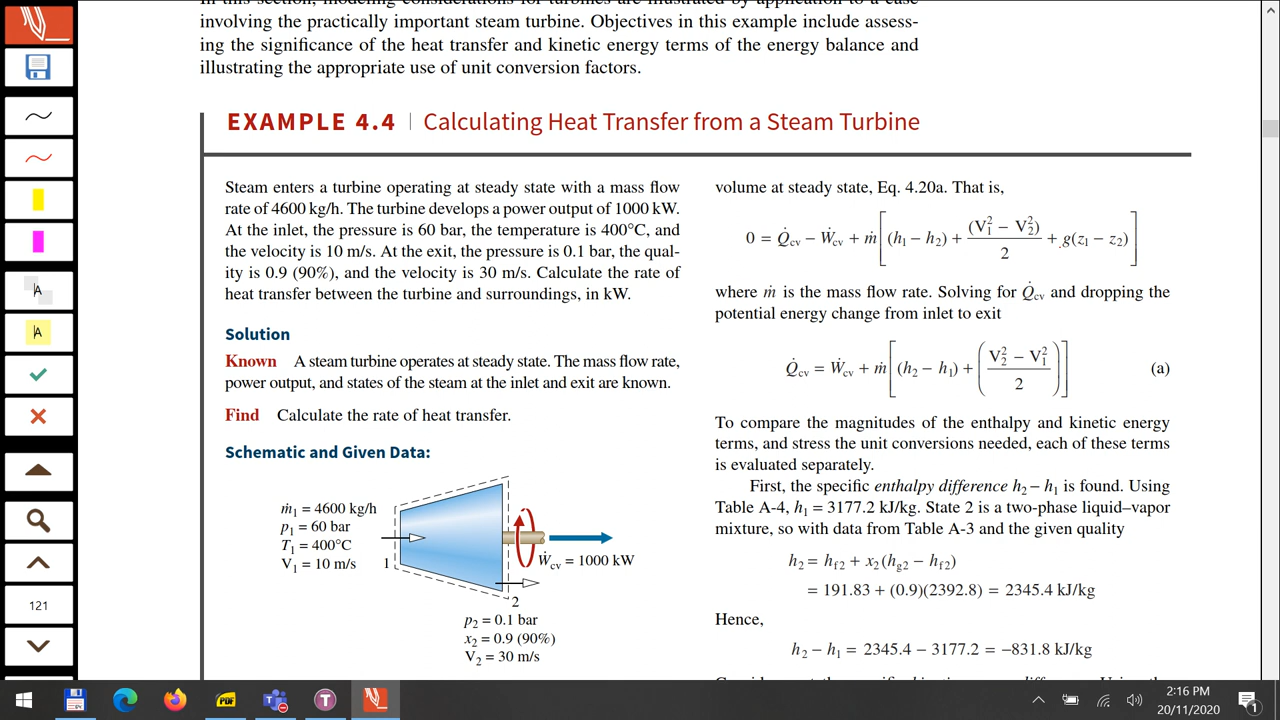 In this section, modeling considerations for turbines are illustrated by application to a case
involving the practically important steam turbine. Objectives in this example include assess-
ing the significance of the heat transfer and kinetic energy terms of the energy balance and
illustrating the appropriate use of unit conversion factors.
EXAMPLE 4.4 | Calculating Heat Transfer from a Steam Turbine
Steam enters a turbine operating at steady state with a mass flow
rate of 4600 kg/h. The turbine develops a power output of 1000 kW.
At the inlet, the pressure is 60 bar, the temperature is 400°C, and
the velocity is 10 m/s. At the exit, the pressure is 0.1 bar, the qual-
ity is 0.9 (90%), and the velocity is 30 m/s. Calculate the rate of
heat transfer between the turbine and surroundings, in kW.
Solution
Known A steam turbine operates at steady state. The mass flow rate,
power output, and states of the steam at the inlet and exit are known.
Find Calculate the rate of heat transfer.
Schematic and Given Data:
ṁ₁ = 4600 kg/h
p₁ = 60 bar
T₁ = 400°C
V₁ = 10 m/s
1
Ẇcv = 1000 kW
2
p₂ = 0.1 bar
x₂ = 0.9 (90%)
V₂ = 30 m/s
volume at steady state, Eq. 4.20a. That is,
0 = Q̇cv − Ẇcv + ṁ[(h₁ − h₂) + (V₁² − V₂²)/2 + g(z₁ − z₂)]
where ṁ is the mass flow rate. Solving for Q̇cv and dropping the
potential energy change from inlet to exit
Q̇cv = Ẇcv + ṁ[(h₂ − h₁) + ((V₂² − V₁²)/2)] (a)
To compare the magnitudes of the enthalpy and kinetic energy
terms, and stress the unit conversions needed, each of these terms
is evaluated separately.
First, the specific enthalpy difference h₂ − h₁ is found. Using
Table A-4, h₁ = 3177.2 kJ/kg. State 2 is a two-phase liquid–vapor
mixture, so with data from Table A-3 and the given quality
h₂ = hf2 + x₂(hg2 − hf2)
= 191.83 + (0.9)(2392.8) = 2345.4 kJ/kg
Hence,
h₂ − h₁ = 2345.4 − 3177.2 = −831.8 kJ/kg
A
A
121
PDF
T
2:16 PM
20/11/2020
1